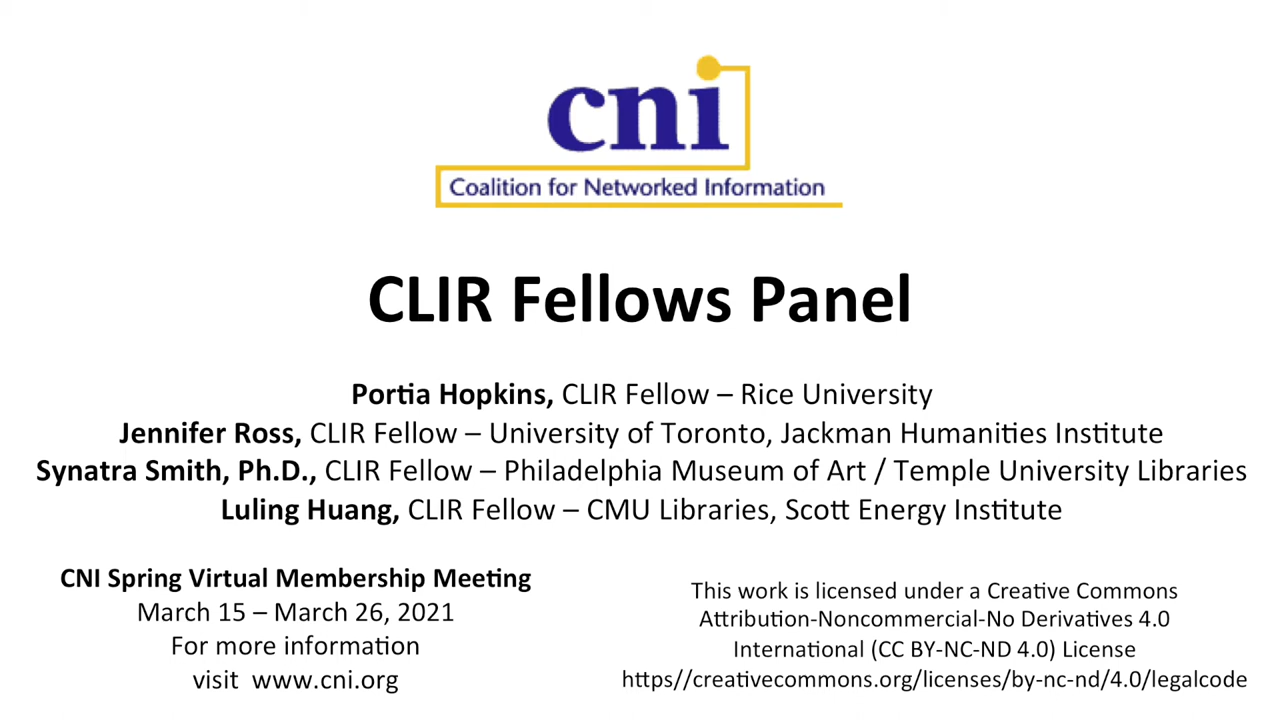 cni
Coalition for Networked Information
CLIR Fellows Panel
Portia Hopkins, CLIR Fellow – Rice University
Jennifer Ross, CLIR Fellow – University of Toronto, Jackman Humanities Institute
Synatra Smith, Ph.D., CLIR Fellow – Philadelphia Museum of Art / Temple University Libraries
Luling Huang, CLIR Fellow – CMU Libraries, Scott Energy Institute
CNI Spring Virtual Membership Meeting
March 15 – March 26, 2021
For more information
visit www.cni.org
This work is licensed under a Creative Commons
Attribution-Noncommercial-No Derivatives 4.0
International (CC BY-NC-ND 4.0) License
https//creativecommons.org/licenses/by-nc-nd/4.0/legalcode